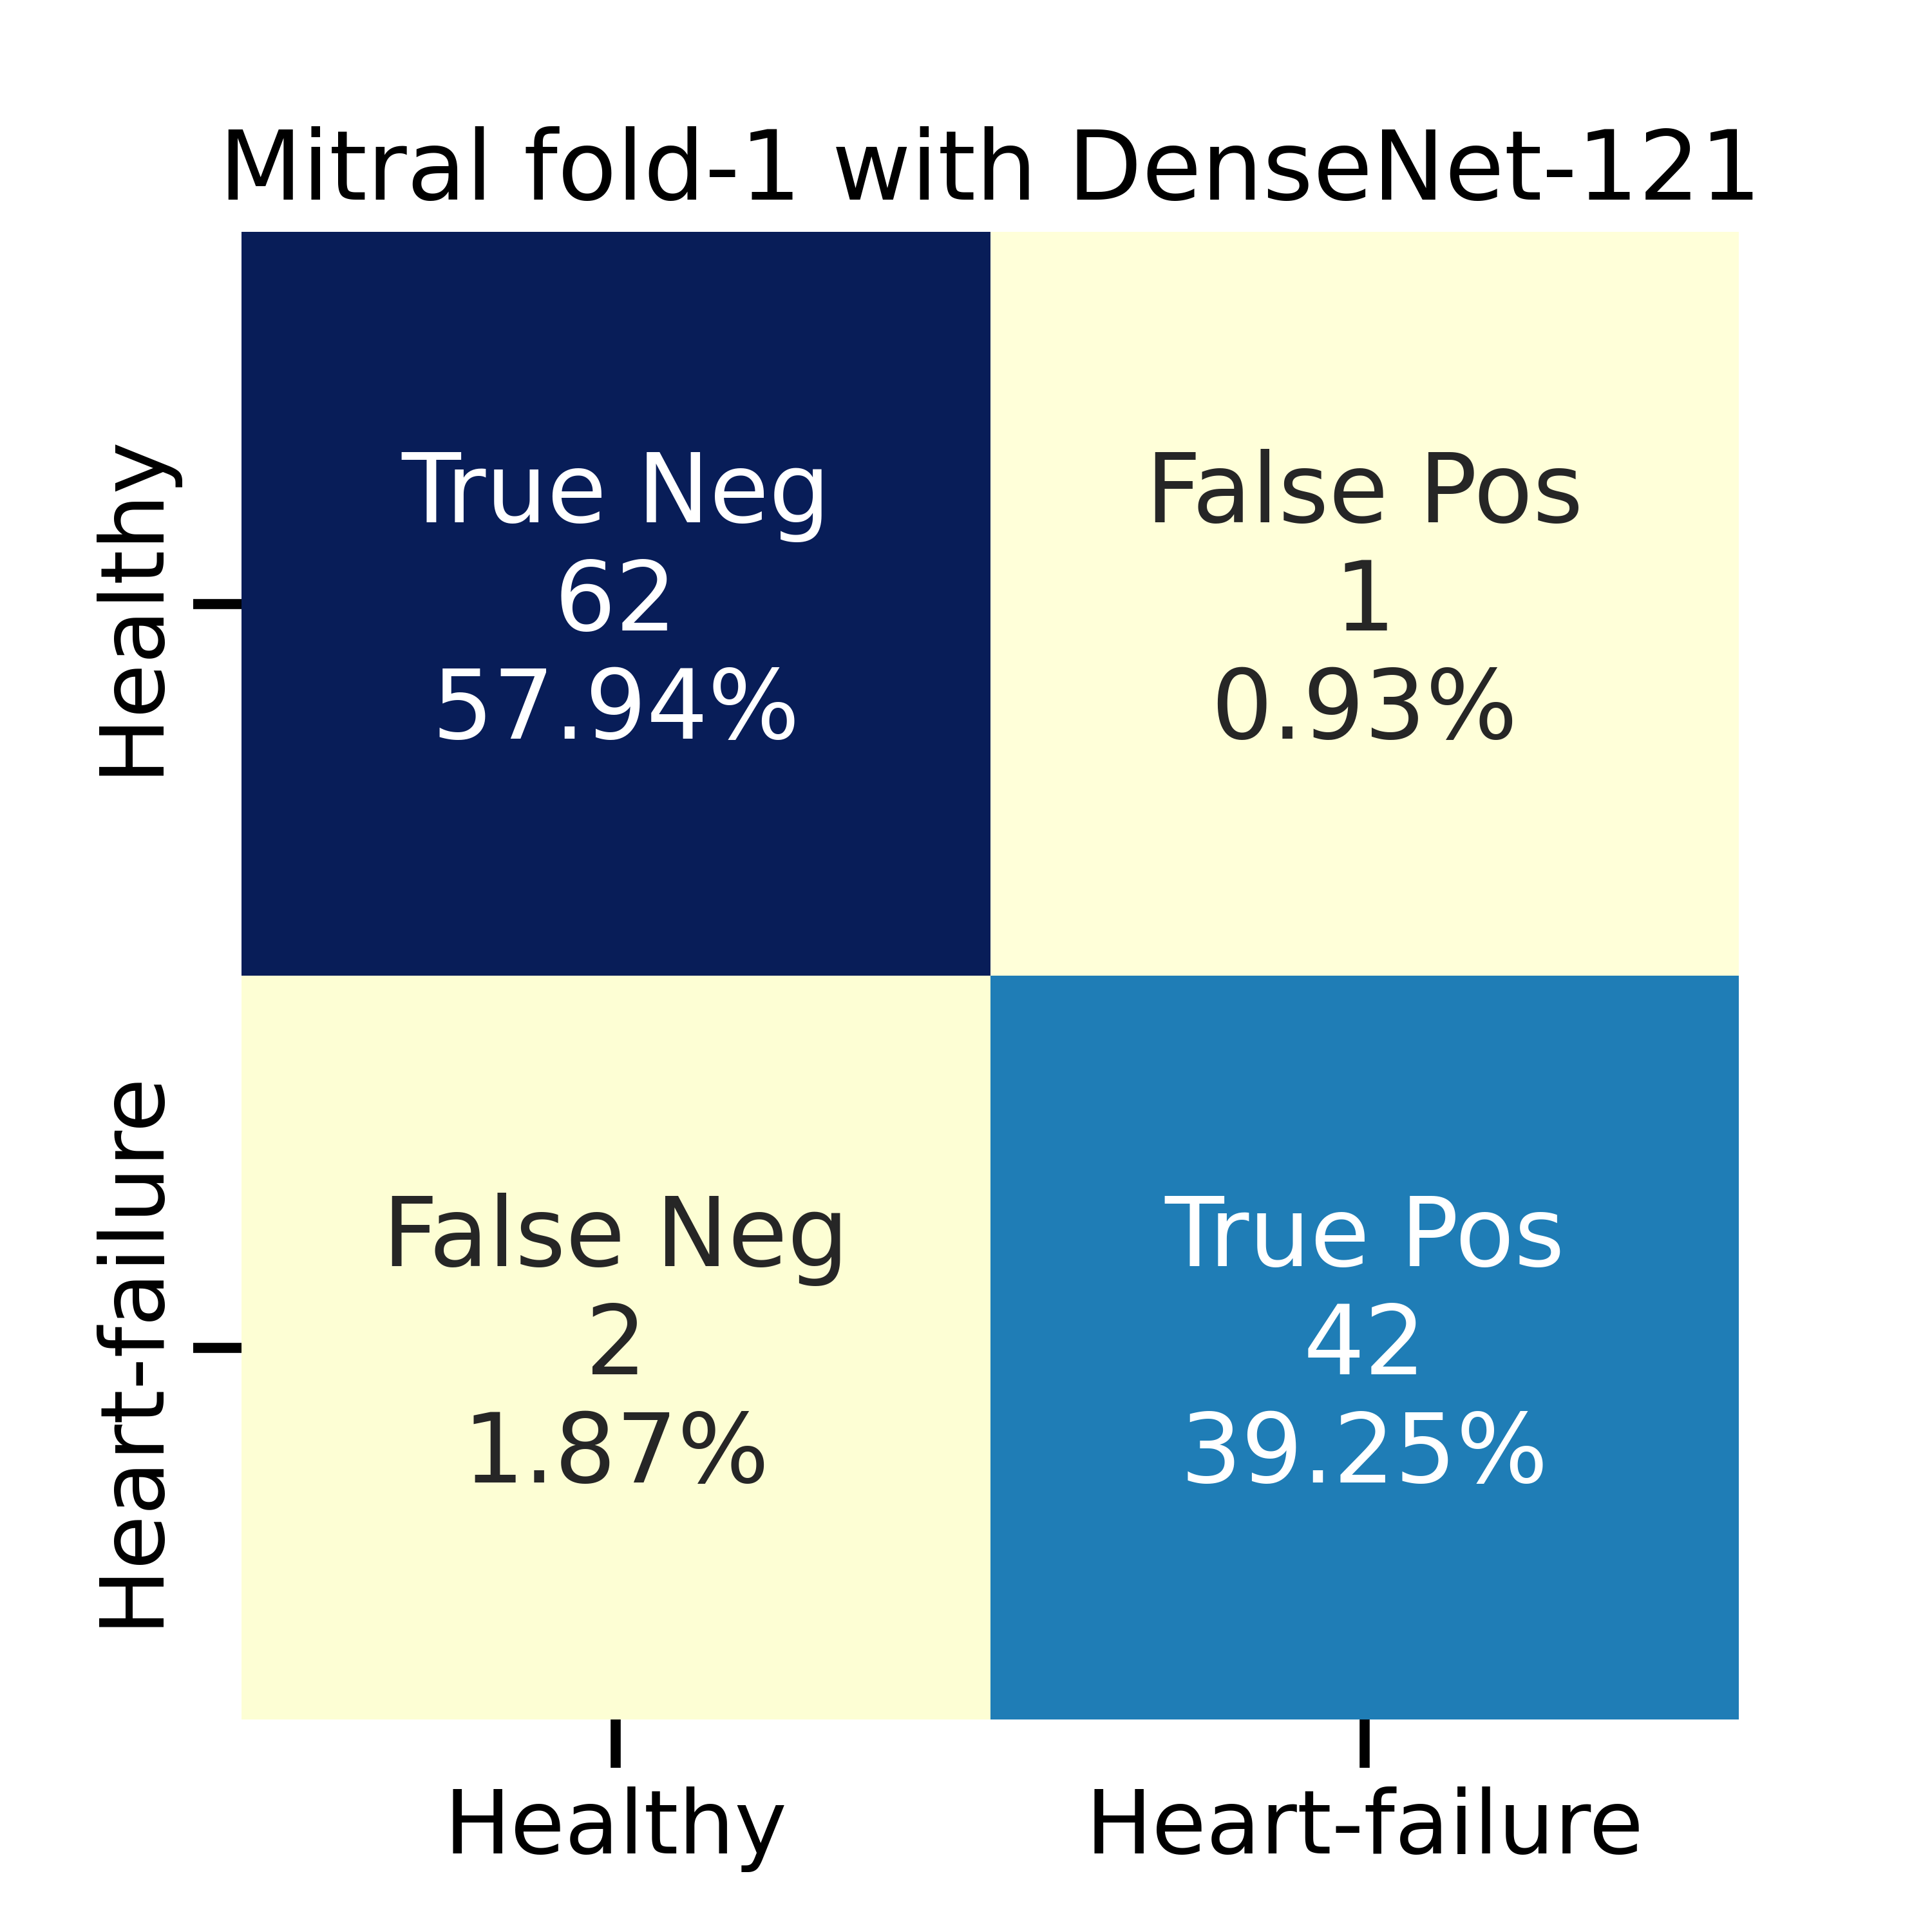 Mitral fold-1 with DenseNet-121
Healthy
True Neg
62
57.94%
False Pos
1
0.93%
Heart-failure
False Neg
2
1.87%
True Pos
42
39.25%
Healthy
Heart-failure